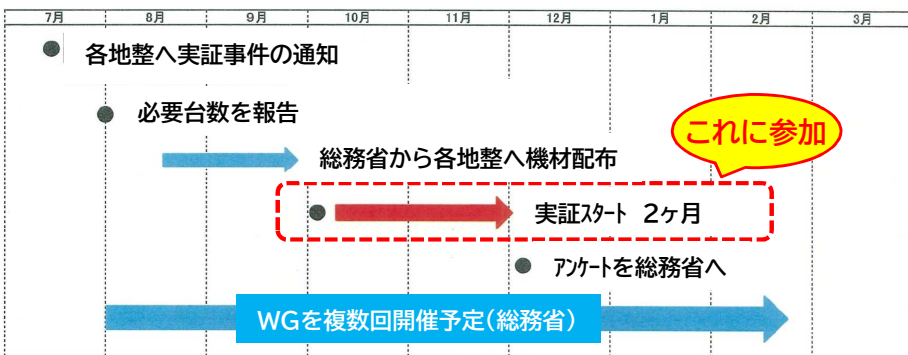 7月 8月 9月 10月 11月 12月 1月 2月 3月
各地整へ実証事件の通知
必要台数を報告
これに参加
総務省から各地整へ機材配布
実証スタート 2ヶ月
アンケートを総務省へ
WGを複数回開催予定(総務省)